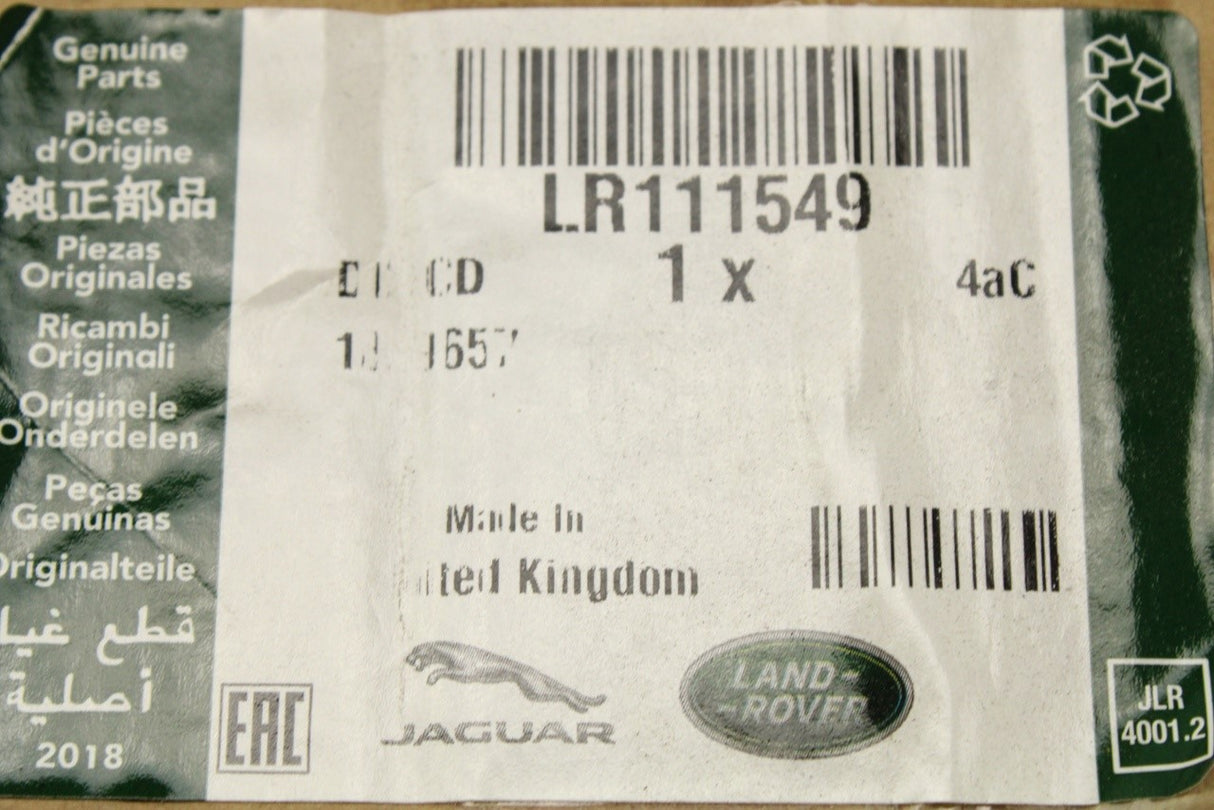 Genuine
Parts
Pièces
d'Origine
純正部品
Piezas
Originales
Ricambi
Originali
Originele
Onderdelen
Peças
Genuínas
Originalteile
قطع غيار
أصلية
2018
LR111549
1 x
4aC
Made in
United Kingdom
EAC
JAGUAR
LAND-
-ROVER
JLR
4001.2